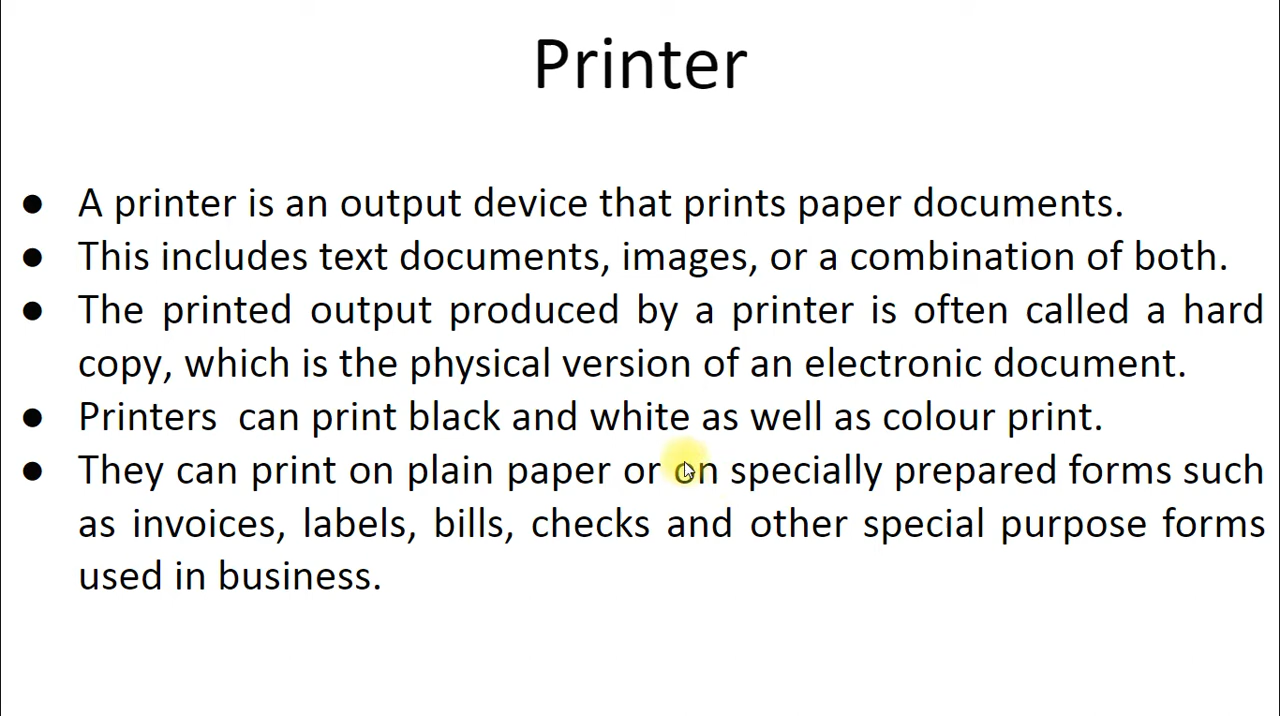 Printer
● A printer is an output device that prints paper documents.
● This includes text documents, images, or a combination of both.
● The printed output produced by a printer is often called a hard
copy, which is the physical version of an electronic document.
● Printers can print black and white as well as colour print.
● They can print on plain paper or on specially prepared forms such
as invoices, labels, bills, checks and other special purpose forms
used in business.